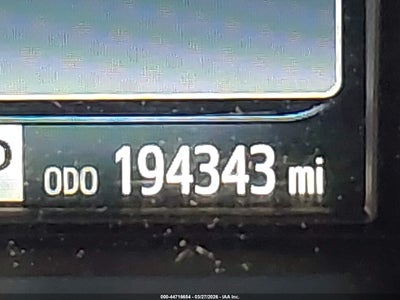 ODO 194343 mi
000-44716654 - 03/27/2026 - IAA Inc.